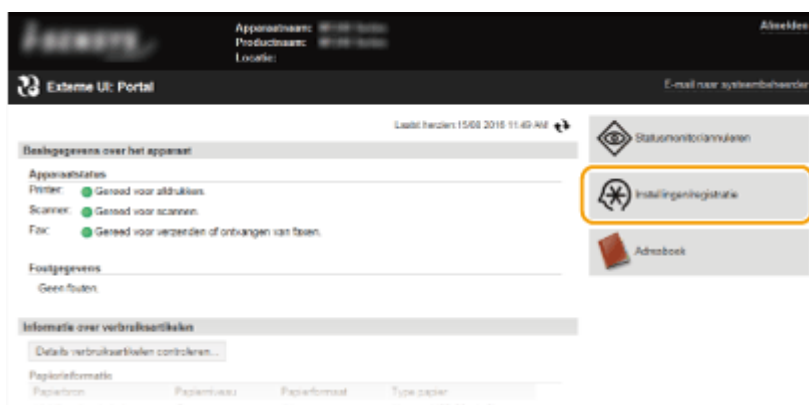 Apparaatnaam:
Productnaam:
Locatie:
Afmelden
Externe UI: Portal
E-mail naar systeembeheerder
Laatst herzien: 15/08 2016 11:49 AM
Basisgegevens over het apparaat
Apparaatstatus
Printer: Gereed voor afdrukken.
Scanner: Gereed voor scannen.
Fax: Gereed voor verzenden of ontvangen van faxen.
Foutgegevens
Geen fouten.
Informatie over verbruiksartikelen
Details verbruiksartikelen controleren...
Papierinformatie
Papierbron Papierniveau Papierformaat Type papier
Statusmonitor/annuleren
Instellingen/registratie
Adresboek